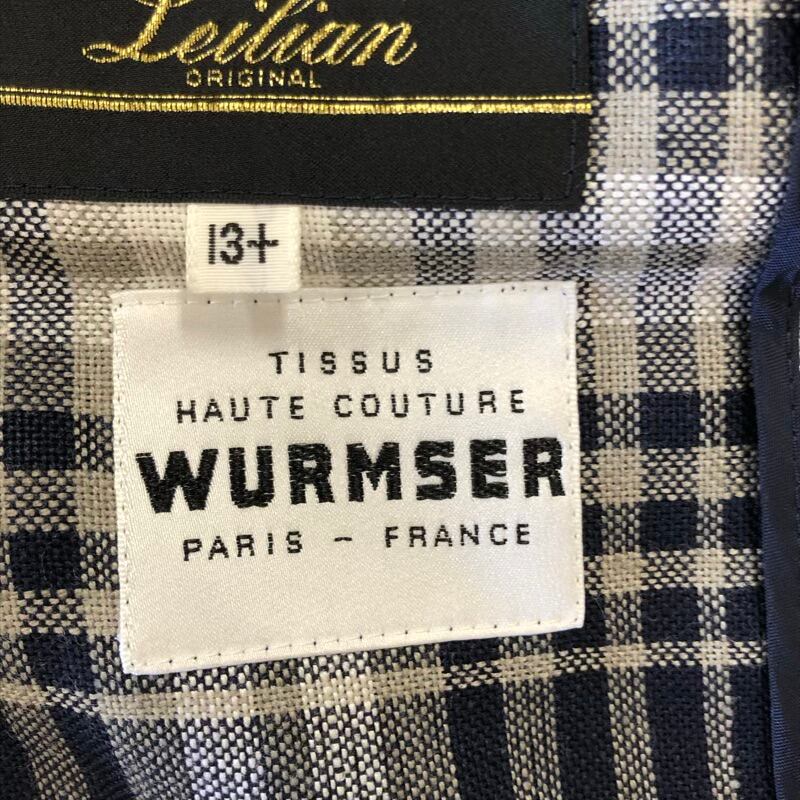 Leilian
ORIGINAL
13+
TISSUS
HAUTE COUTURE
WURMSER
PARIS - FRANCE